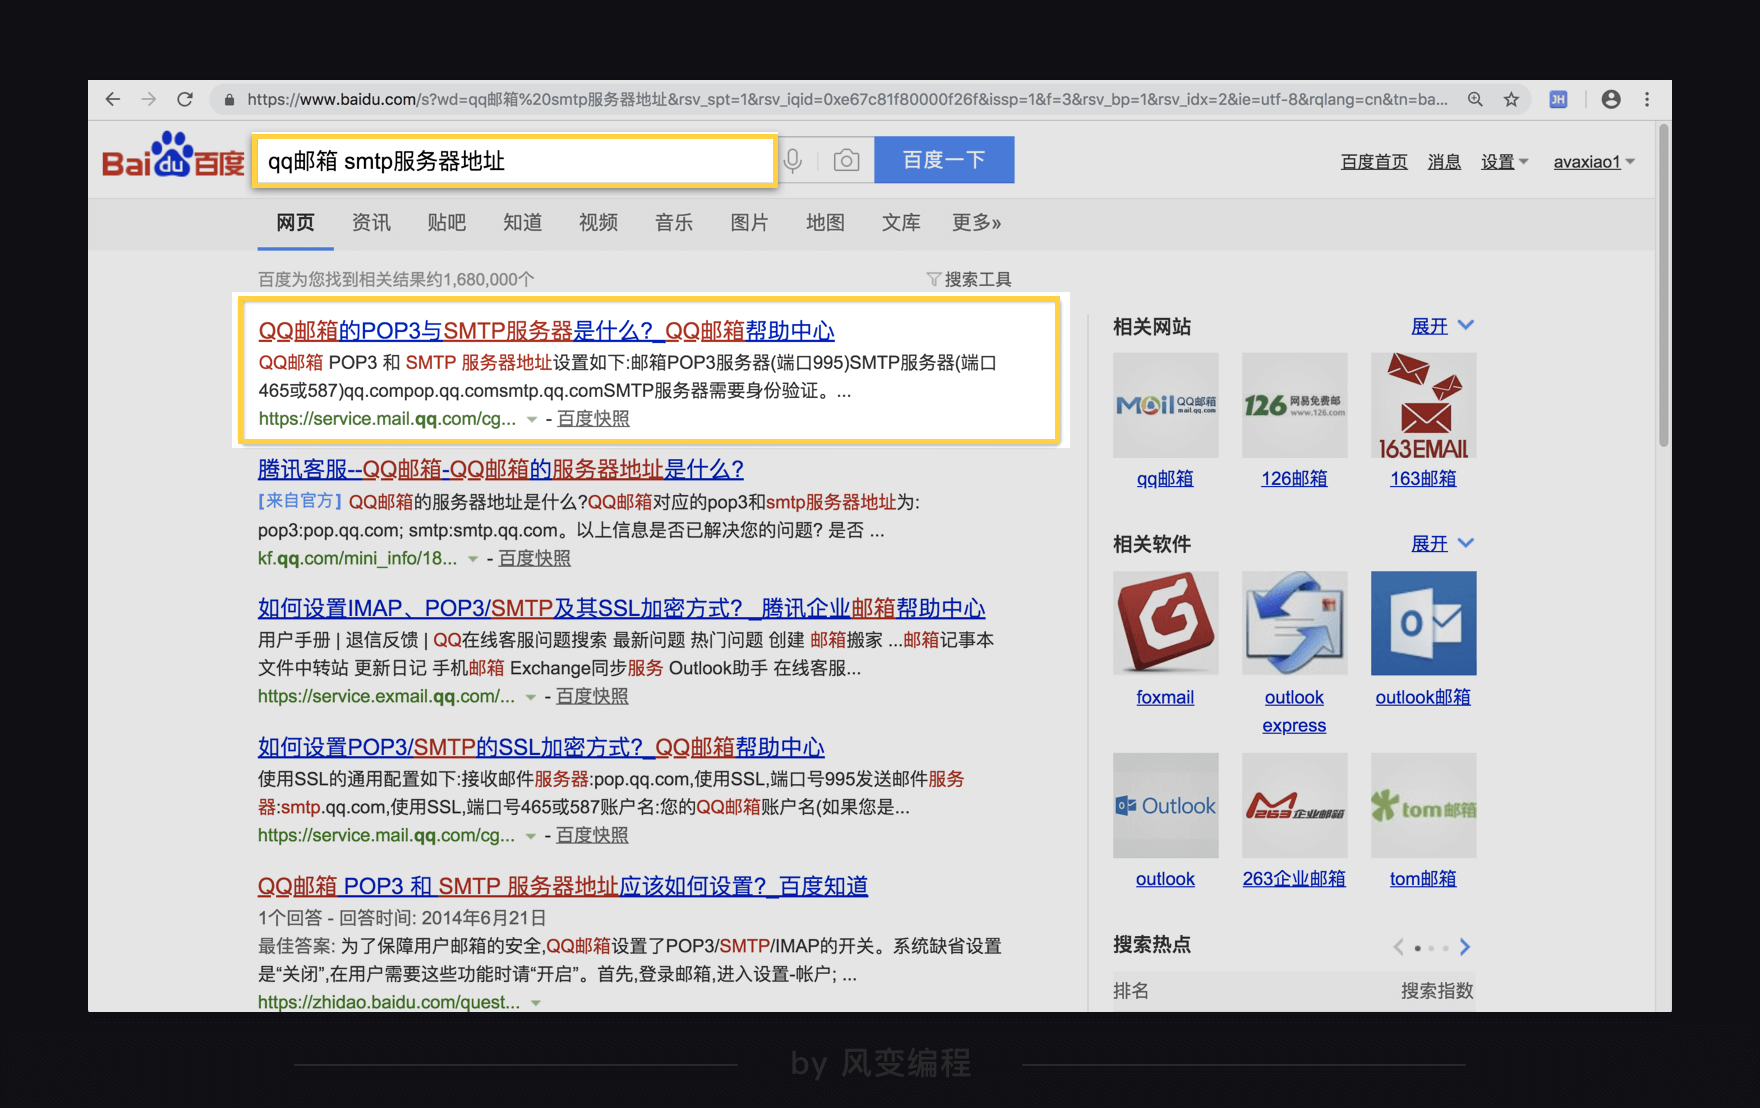 https://www.baidu.com/s?wd=qq邮箱%20smtp服务器地址&rsv_spt=1&rsv_iqid=0xe67c81f80000f26f&issp=1&f=3&rsv_bp=1&rsv_idx=2&ie=utf-8&rqlang=cn&tn=ba...
JH
Bai du 百度
qq邮箱 smtp服务器地址
百度一下
百度首页 消息 设置 avaxiao1
网页 资讯 贴吧 知道 视频 音乐 图片 地图 文库 更多»
百度为您找到相关结果约1,680,000个
搜索工具
QQ邮箱的POP3与SMTP服务器是什么?_QQ邮箱帮助中心
QQ邮箱 POP3 和 SMTP 服务器地址设置如下:邮箱POP3服务器(端口995)SMTP服务器(端口
465或587)qq.compop.qq.comsmtp.qq.comSMTP服务器需要身份验证。...
https://service.mail.qq.com/cg... - 百度快照
腾讯客服--QQ邮箱-QQ邮箱的服务器地址是什么?
[来自官方] QQ邮箱的服务器地址是什么?QQ邮箱对应的pop3和smtp服务器地址为:
pop3:pop.qq.com; smtp:smtp.qq.com。以上信息是否已解决您的问题? 是否 ...
kf.qq.com/mini_info/18... - 百度快照
如何设置IMAP、POP3/SMTP及其SSL加密方式? _腾讯企业邮箱帮助中心
用户手册 | 退信反馈 | QQ在线客服问题搜索 最新问题 热门问题 创建 邮箱搬家 ...邮箱记事本
文件中转站 更新日记 手机邮箱 Exchange同步服务 Outlook助手 在线客服...
https://service.exmail.qq.com/... - 百度快照
如何设置POP3/SMTP的SSL加密方式?_QQ邮箱帮助中心
使用SSL的通用配置如下:接收邮件服务器:pop.qq.com,使用SSL,端口号995发送邮件服务
器:smtp.qq.com,使用SSL,端口号465或587账户名:您的QQ邮箱账户名(如果您是...
https://service.mail.qq.com/cg... - 百度快照
QQ邮箱 POP3 和 SMTP 服务器地址应该如何设置?_百度知道
1个回答 - 回答时间: 2014年6月21日
最佳答案: 为了保障用户邮箱的安全,QQ邮箱设置了POP3/SMTP/IMAP的开关。系统缺省设置
是“关闭”,在用户需要这些功能时请“开启”。首先,登录邮箱,进入设置-帐户; ...
https://zhidao.baidu.com/quest...
相关网站 展开
Mail QQ邮箱
mail.qq.com
126 网易免费邮
www.126.com
163EMAIL
qq邮箱 126邮箱 163邮箱
相关软件 展开
foxmail outlook outlook邮箱
express
Outlook
263企业邮箱
tom邮箱
outlook 263企业邮箱 tom邮箱
搜索热点
排名 搜索指数
by 风变编程